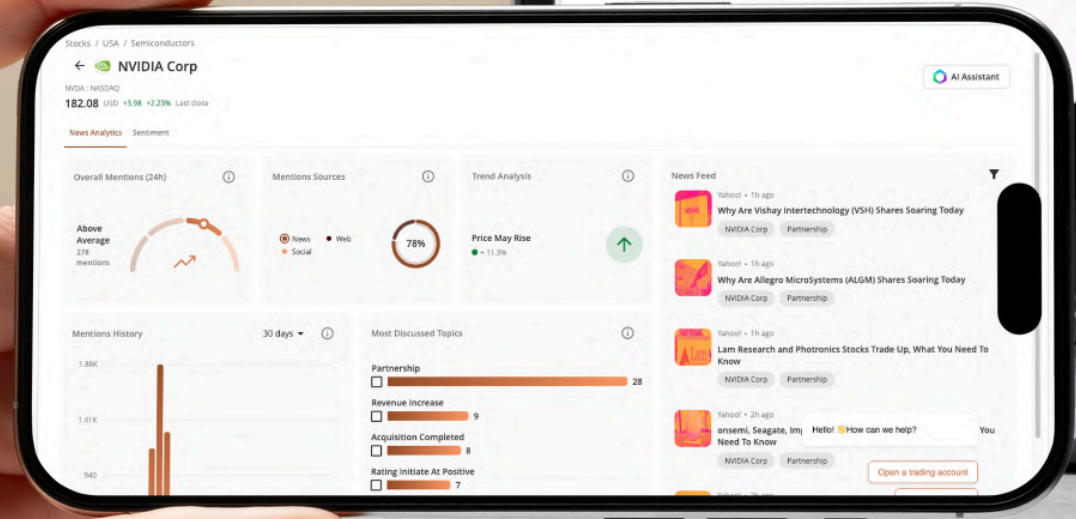 Stocks / USA / Semiconductors
NVIDIA Corp
AI Assistant
NVDA : NASDAQ
182.08 USD +3.98 +2.23% Last close
News Analytics Sentiment
Overall Mentions (24h)
Above
Average
278
mentions
Mentions Sources
News Web
Social
78%
Trend Analysis
Price May Rise
+ 11.3%
News Feed
Yahoo! • 1h ago
Why Are Vishay Intertechnology (VSH) Shares Soaring Today
NVIDIA Corp Partnership
Yahoo! • 1h ago
Why Are Allegro MicroSystems (ALGM) Shares Soaring Today
NVIDIA Corp Partnership
Yahoo! • 1h ago
Lam Research and Photronics Stocks Trade Up, What You Need To
Know
NVIDIA Corp Partnership
Yahoo! • 2h ago
onsemi, Seagate, You
Need To Know
NVIDIA Corp Partnership
Hello! 👋How can we help?
Open a trading account
Mentions History
30 days
1.88K
1.41K
940
Most Discussed Topics
Partnership
28
Revenue Increase
9
Acquisition Completed
8
Rating Initiate At Positive
7